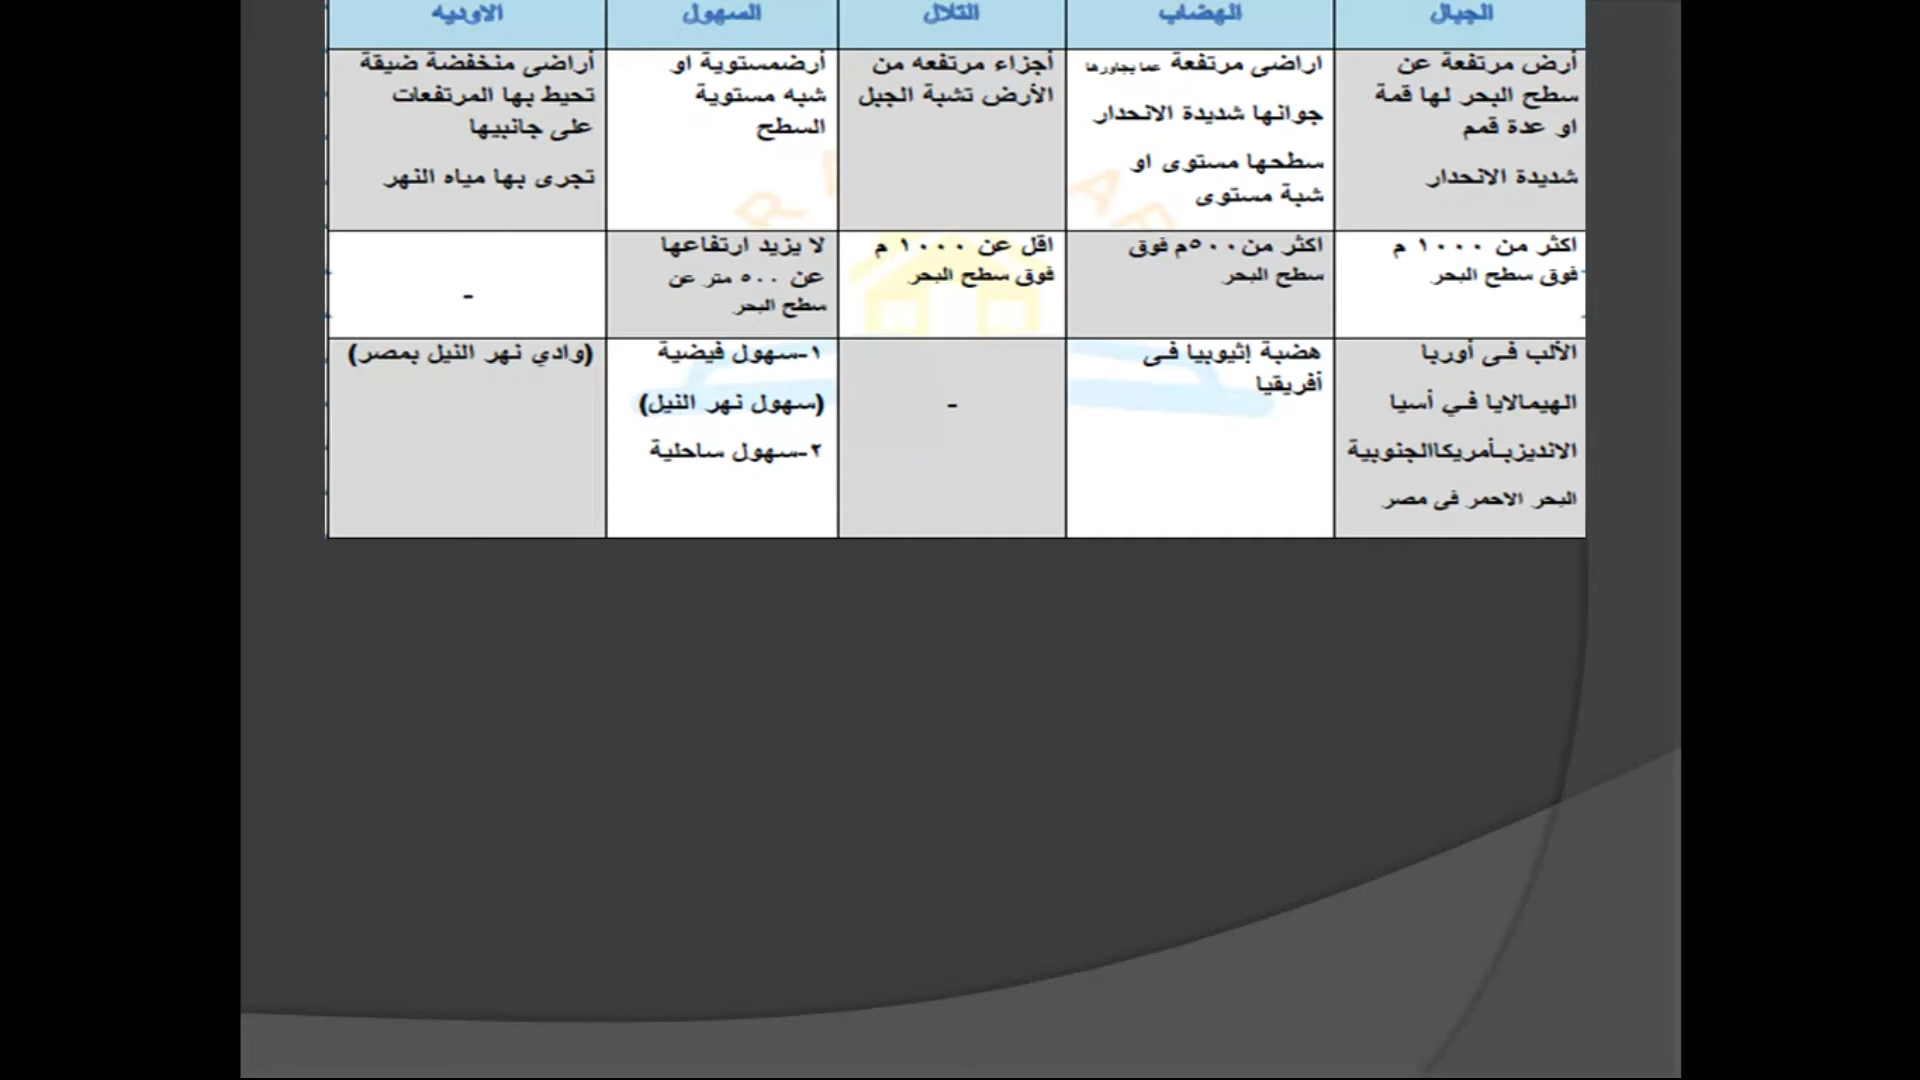 الجبال
الهضاب
التلال
السهول
الاوديه
أرض مرتفعة عن
سطح البحر لها قمة
او عدة قمم
شديدة الانحدار
اراضى مرتفعة عما يجاورها
جوانها شديدة الانحدار
سطحها مستوى او
شبة مستوى
أجزاء مرتفعه من
الأرض تشبة الجبل
أرضمستوية او
شبه مستوية
السطح
أراضى منخفضة ضيقة
تحيط بها المرتفعات
على جانبيها
تجرى بها مياه النهر
اكثر من ١٠٠٠ م
فوق سطح البحر
اكثر من٥٠٠م فوق
سطح البحر
اقل عن ١٠٠٠ م
فوق سطح البحر
لا يزيد ارتفاعها
عن ٥٠٠ متر عن
سطح البحر
-
الألب فى أوربا
الهيمالايا في أسيا
الانديزبأمريكاالجنوبية
البحر الاحمر فى مصر
هضبة إثيوبيا فى
أفريقيا
-
١-سهول فيضية
(سهول نهر النيل)
٢-سهول ساحلية
(وادي نهر النيل بمصر)